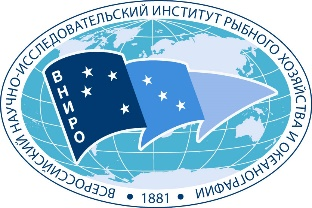 ВСЕРОССИЙСКИЙ НАУЧНО-ИССЛЕДОВАТЕЛЬСКИЙ ИНСТИТУТ РЫБНОГО ХОЗЯЙСТВА И ОКЕАНОГРАФИИ
ВНИРО
• 1881 •